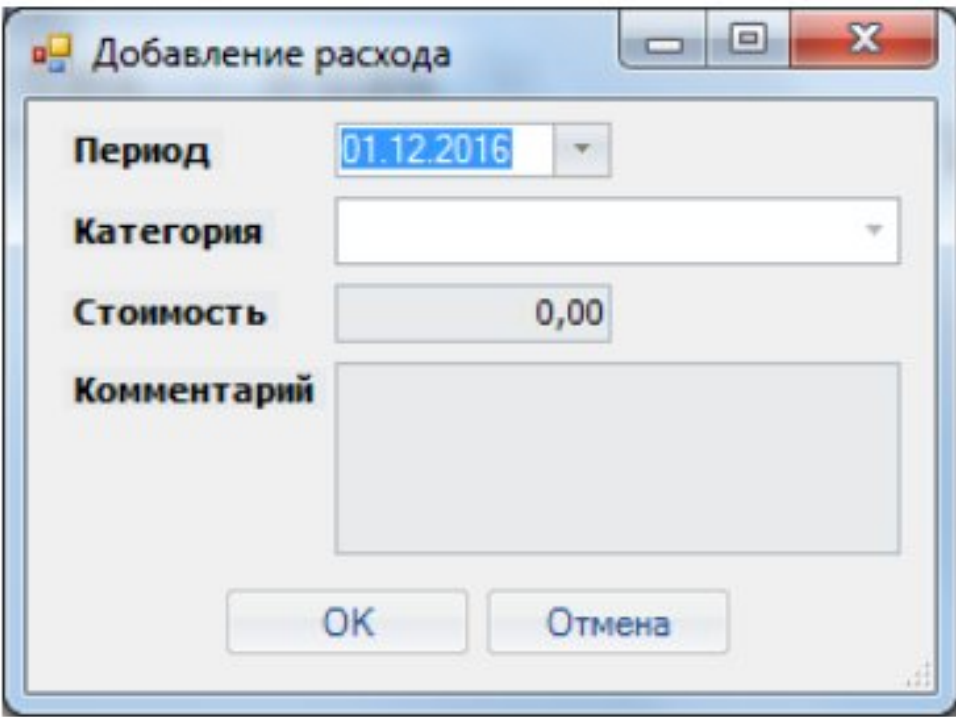 Добавление расхода
Период 01.12.2016
Категория
Стоимость 0,00
Комментарий
OK Отмена